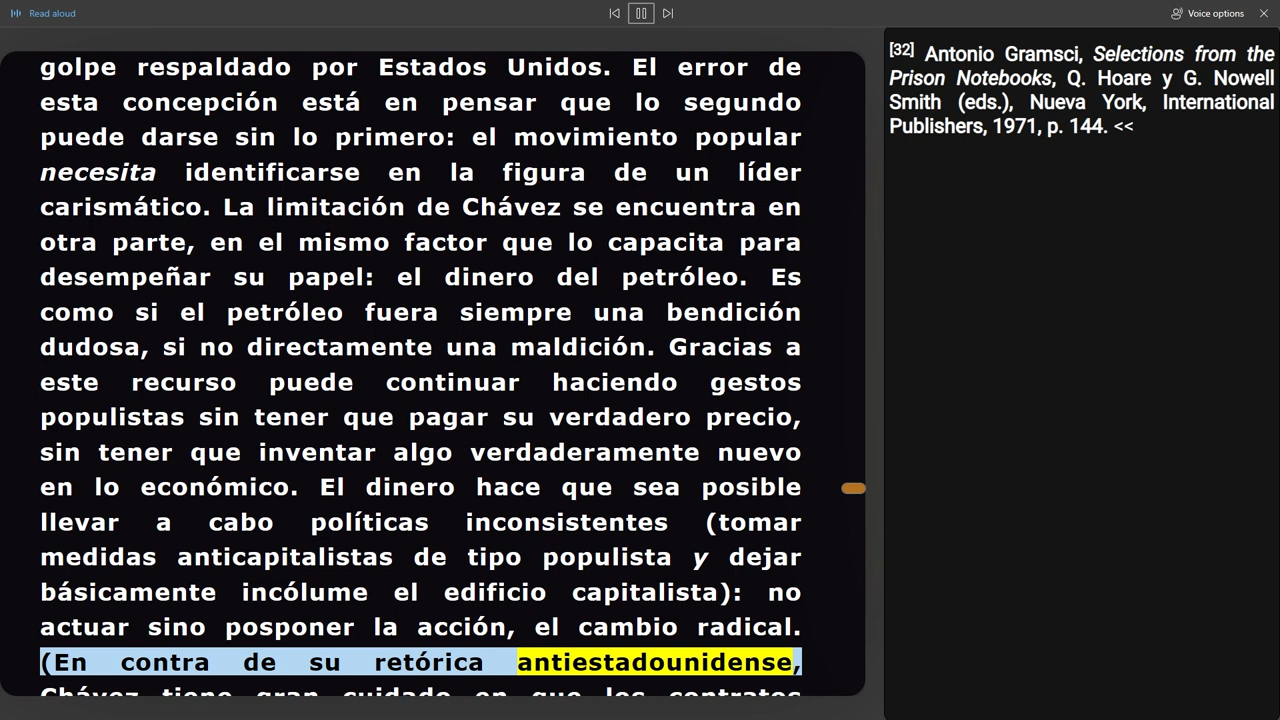 Read aloud
Voice options
golpe respaldado por Estados Unidos. El error de
esta concepción está en pensar que lo segundo
puede darse sin lo primero: el movimiento popular
necesita identificarse en la figura de un líder
carismático. La limitación de Chávez se encuentra en
otra parte, en el mismo factor que lo capacita para
desempeñar su papel: el dinero del petróleo. Es
como si el petróleo fuera siempre una bendición
dudosa, si no directamente una maldición. Gracias a
este recurso puede continuar haciendo gestos
populistas sin tener que pagar su verdadero precio,
sin tener que inventar algo verdaderamente nuevo
en lo económico. El dinero hace que sea posible
llevar a cabo políticas inconsistentes (tomar
medidas anticapitalistas de tipo populista y dejar
básicamente incólume el edificio capitalista): no
actuar sino posponer la acción, el cambio radical.
(En contra de su retórica antiestadounidense,
Chávez tiene gran cuidado en que los contratos
[32] Antonio Gramsci, Selections from the
Prison Notebooks, Q. Hoare y G. Nowell
Smith (eds.), Nueva York, International
Publishers, 1971, p. 144. <<